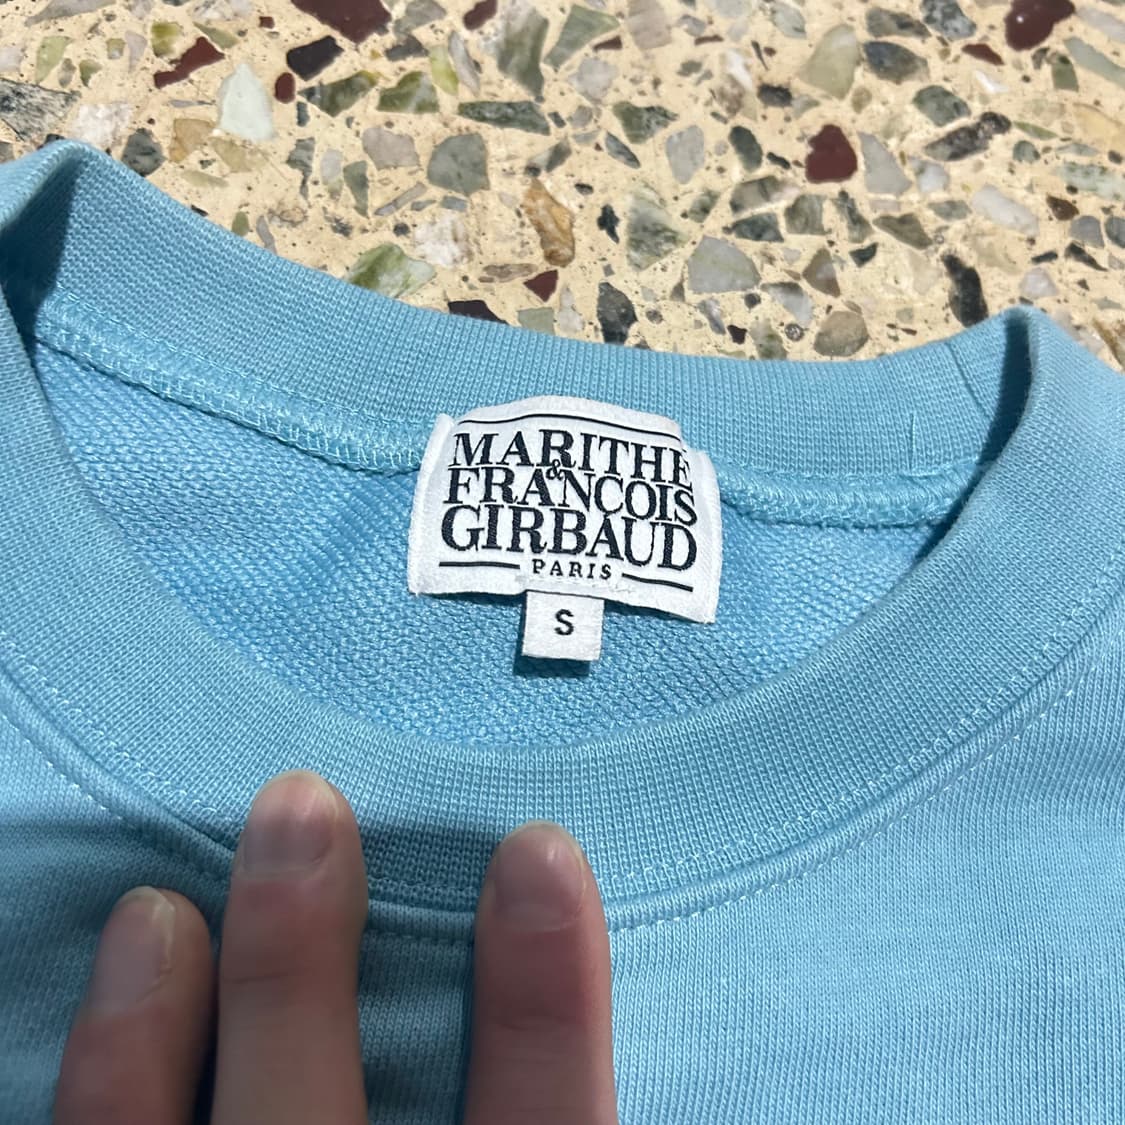 MARITHE
&
FRANCOIS
GIRBAUD
PARIS
S